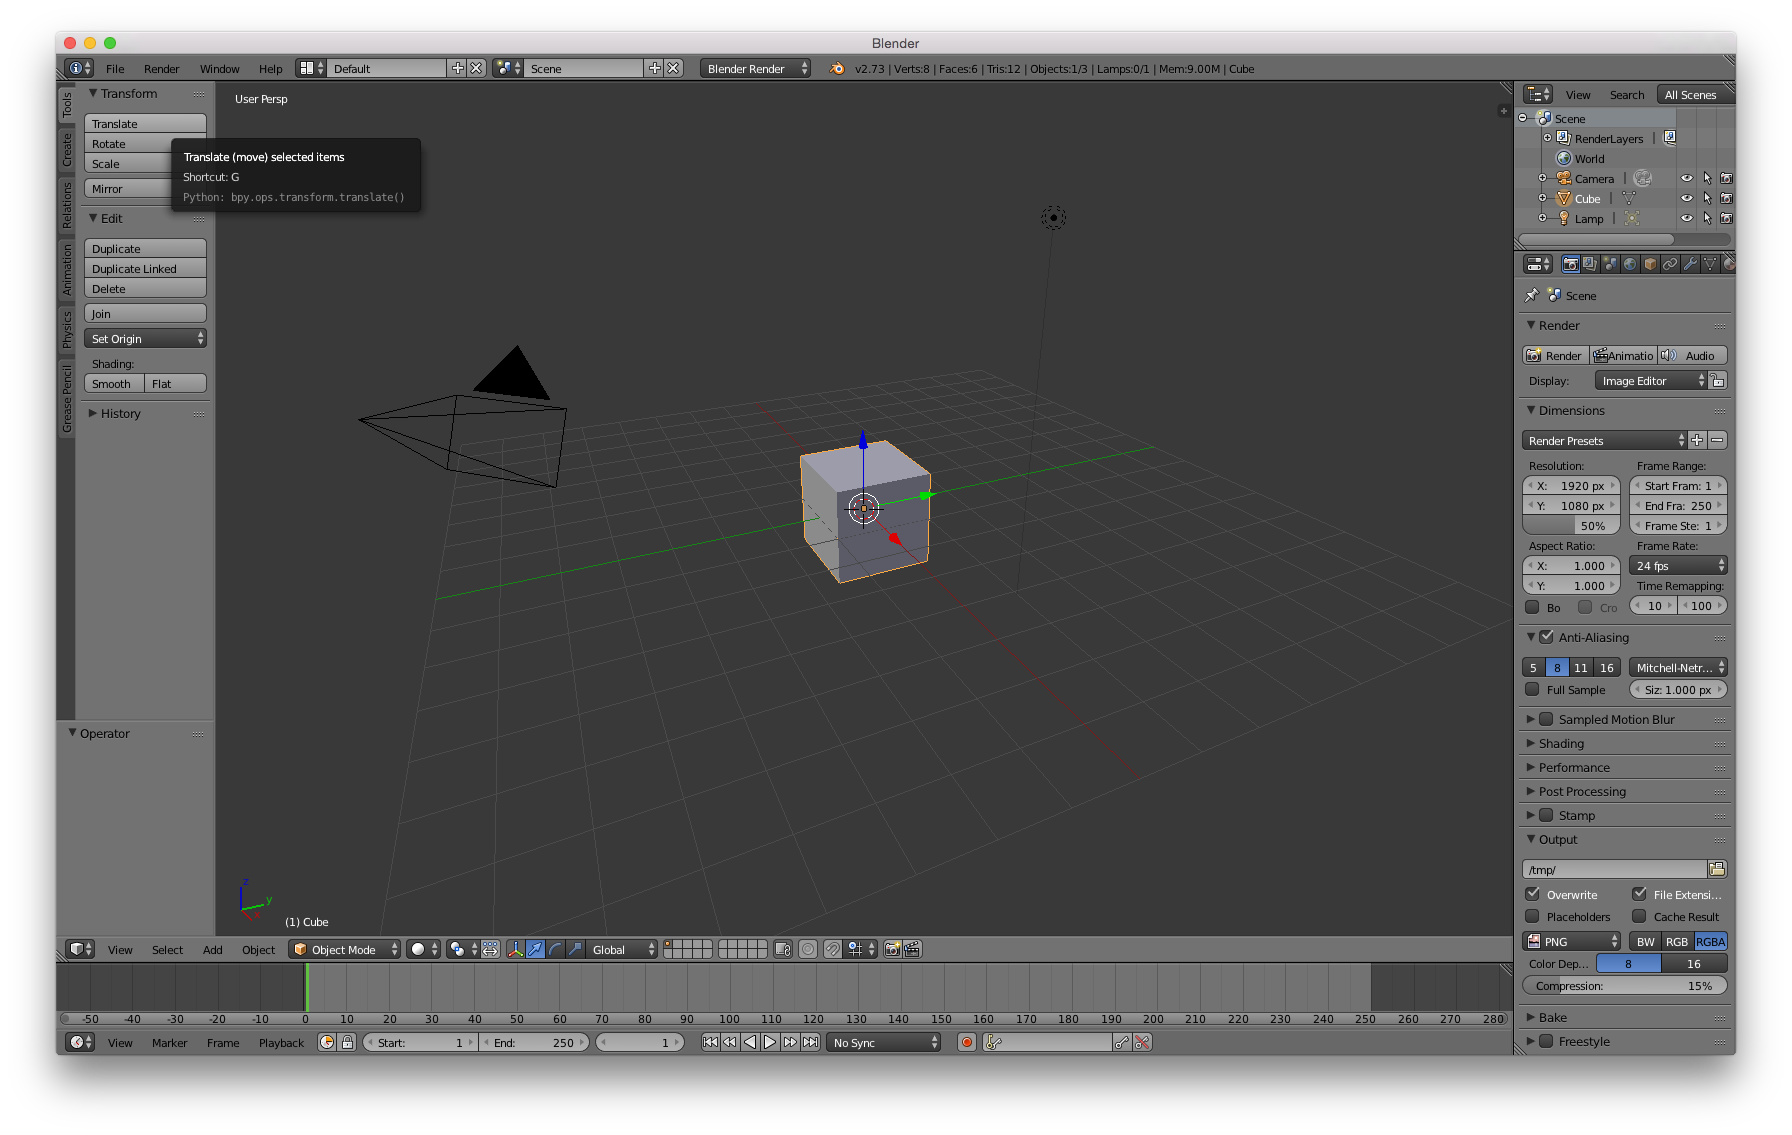 Blender
File Render Window Help Default Scene Blender Render v2.73 | Verts:8 | Faces:6 | Tris:12 | Objects:1/3 | Lamps:0/1 | Mem:9.00M | Cube
Tools
Create
Relations
Animation
Physics
Grease Pencil
Transform
Translate
Rotate
Scale
Mirror
Translate (move) selected items
Shortcut: G
Python: bpy.ops.transform.translate()
Edit
Duplicate
Duplicate Linked
Delete
Join
Set Origin
Shading:
Smooth Flat
History
Operator
User Persp
z
y
x
(1) Cube
View Select Add Object Object Mode Global
-50 -40 -30 -20 -10 0 10 20 30 40 50 60 70 80 90 100 110 120 130 140 150 160 170 180 190 200 210 220 230 240 250 260 270 280
View Marker Frame Playback Start: 1 End: 250 1 No Sync
View Search All Scenes
Scene
RenderLayers |
World
Camera |
Cube |
Lamp |
Scene
Render
Render Animatio Audio
Display: Image Editor
Dimensions
Render Presets
Resolution: Frame Range:
X: 1920 px Start Fram: 1
Y: 1080 px End Fra: 250
50% Frame Ste: 1
Aspect Ratio: Frame Rate:
X: 1.000 24 fps
Y: 1.000 Time Remapping:
Bo Cro 10 100
Anti-Aliasing
5 8 11 16 Mitchell-Netr...
Full Sample Siz: 1.000 px
Sampled Motion Blur
Shading
Performance
Post Processing
Stamp
Output
/tmp/
Overwrite File Extensi...
Placeholders Cache Result
PNG BW RGB RGBA
Color Dep... 8 16
Compression: 15%
Bake
Freestyle